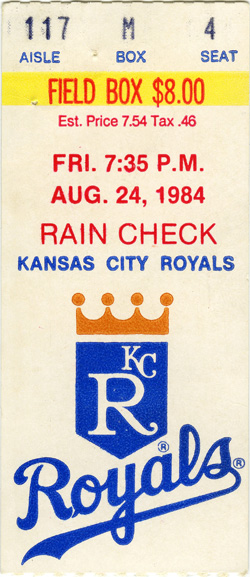 117 M 4
AISLE BOX SEAT
FIELD BOX $8.00
Est. Price 7.54 Tax .46
FRI. 7:35 P.M.
AUG. 24, 1984
RAIN CHECK
KANSAS CITY ROYALS
KC
R
®
Royals®